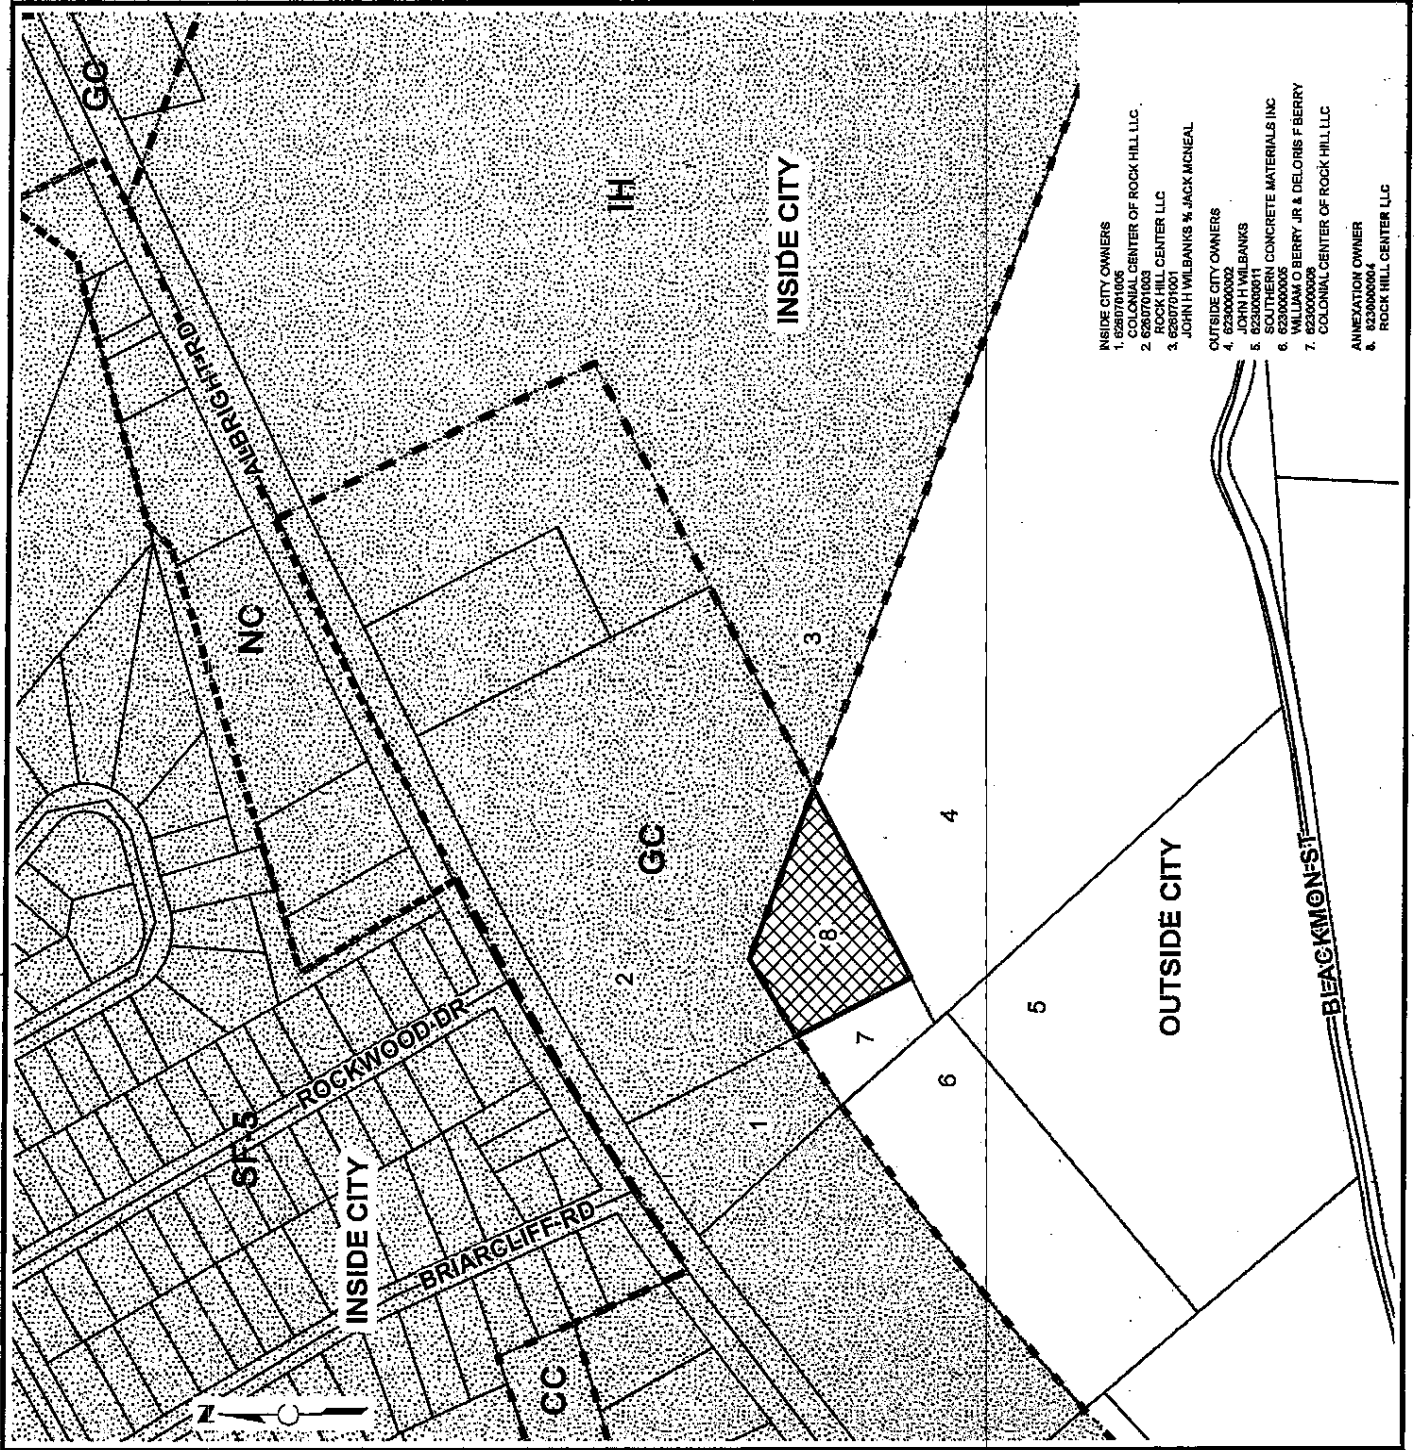 GC
ALBRIGHT-RD
IH
INSIDE CITY
NC
3
GC
2
8
4
ROCKWOOD-DR
SF-5
INSIDE CITY
BRIARCLIFF-RD
CC
1
7
6
5
OUTSIDE CITY
BLACKMON-ST
N
INSIDE CITY OWNERS
1. 6280701005
COLONIAL CENTER OF ROCK HILL LLC
2. 6280701003
ROCK HILL CENTER LLC
3. 6280701001
JOHN H WILBANKS % JACK MCNEAL
OUTSIDE CITY OWNERS
4. 6230000002
JOHN H WILBANKS
5. 6230000011
SOUTHERN CONCRETE MATERIALS INC
6. 6230000005
WILLIAM O BERRY JR & DELORIS F BERRY
7. 6230000006
COLONIAL CENTER OF ROCK HILL LLC
ANNEXATION OWNER
8. 6230000004
ROCK HILL CENTER LLC